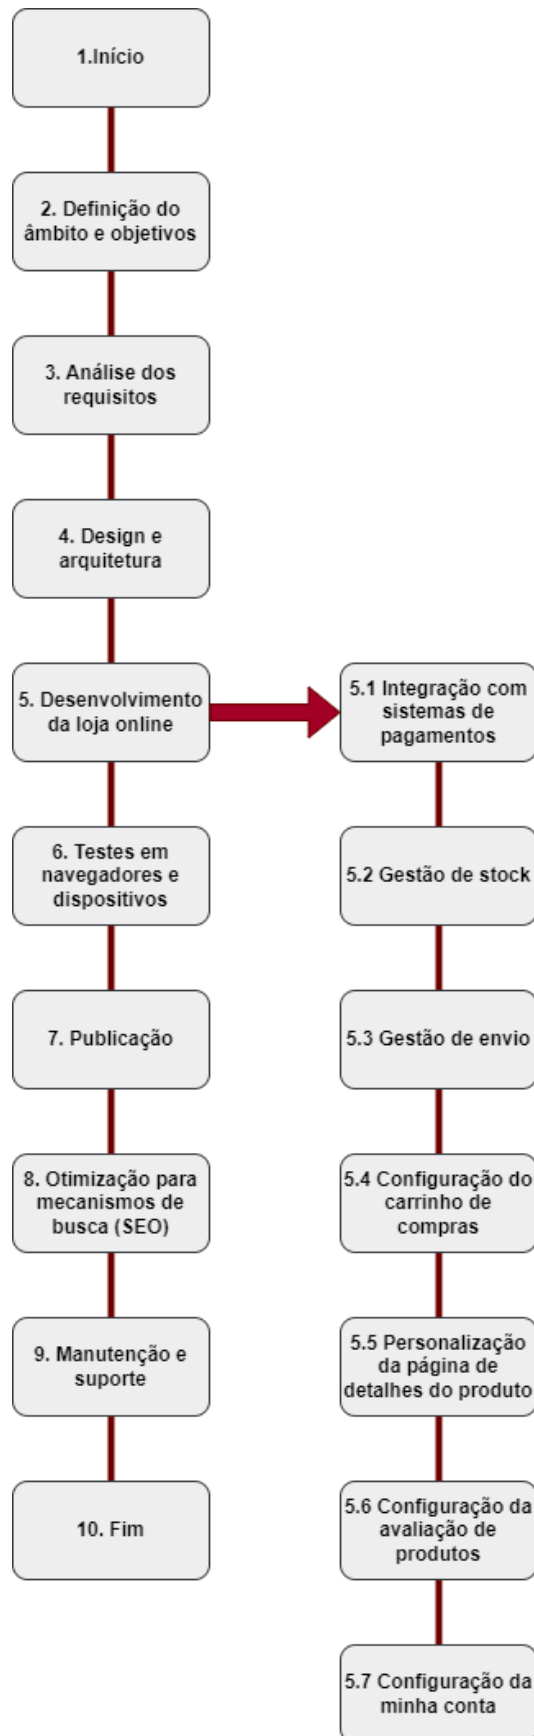 1.Início
2. Definição do
âmbito e objetivos
3. Análise dos
requisitos
4. Design e
arquitetura
5. Desenvolvimento
da loja online
5.1 Integração com
sistemas de
pagamentos
6. Testes em
navegadores e
dispositivos
5.2 Gestão de stock
7. Publicação
5.3 Gestão de envio
8. Otimização para
mecanismos de
busca (SEO)
5.4 Configuração do
carrinho de
compras
9. Manutenção e
suporte
5.5 Personalização
da página de
detalhes do produto
10. Fim
5.6 Configuração da
avaliação de
produtos
5.7 Configuração da
minha conta